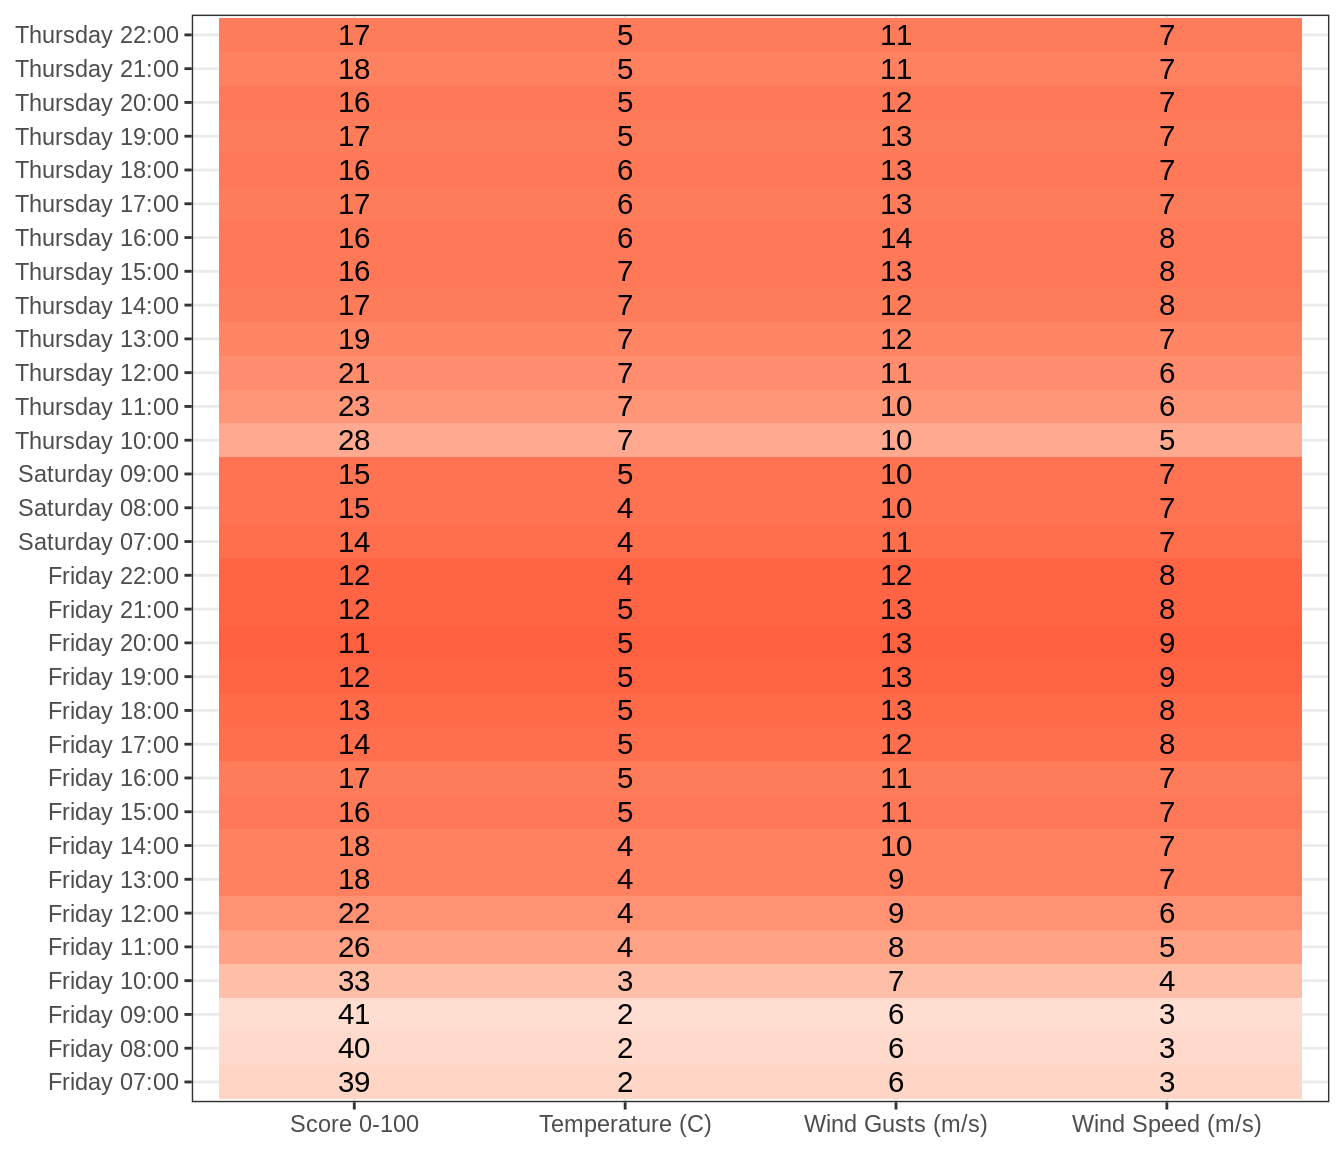 Thursday 22:00 17 5 11 7
Thursday 21:00 18 5 11 7
Thursday 20:00 16 5 12 7
Thursday 19:00 17 5 13 7
Thursday 18:00 16 6 13 7
Thursday 17:00 17 6 13 7
Thursday 16:00 16 6 14 8
Thursday 15:00 16 7 13 8
Thursday 14:00 17 7 12 8
Thursday 13:00 19 7 12 7
Thursday 12:00 21 7 11 6
Thursday 11:00 23 7 10 6
Thursday 10:00 28 7 10 5
Saturday 09:00 15 5 10 7
Saturday 08:00 15 4 10 7
Saturday 07:00 14 4 11 7
Friday 22:00 12 4 12 8
Friday 21:00 12 5 13 8
Friday 20:00 11 5 13 9
Friday 19:00 12 5 13 9
Friday 18:00 13 5 13 8
Friday 17:00 14 5 12 8
Friday 16:00 17 5 11 7
Friday 15:00 16 5 11 7
Friday 14:00 18 4 10 7
Friday 13:00 18 4 9 7
Friday 12:00 22 4 9 6
Friday 11:00 26 4 8 5
Friday 10:00 33 3 7 4
Friday 09:00 41 2 6 3
Friday 08:00 40 2 6 3
Friday 07:00 39 2 6 3
Score 0-100 Temperature (C) Wind Gusts (m/s) Wind Speed (m/s)